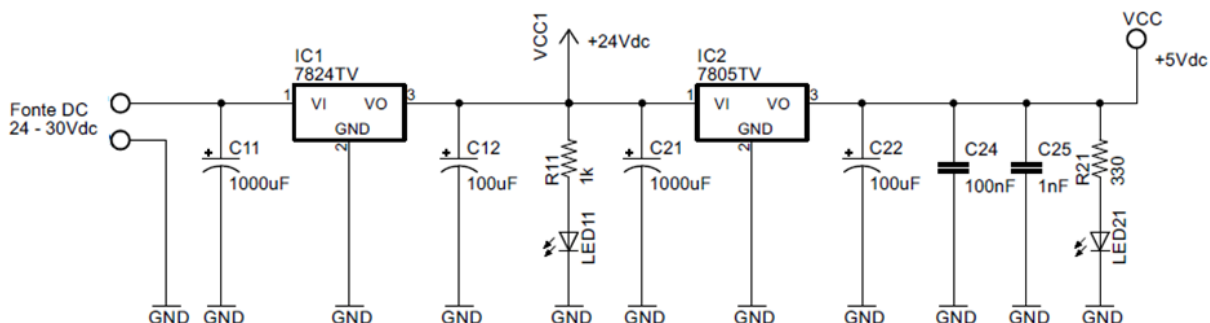 Fonte DC
24 - 30Vdc
C11
1000uF
IC1
7824TV
1
VI
VO
3
GND
2
C12
100uF
VCC1
+24Vdc
R11
1k
LED11
C21
1000uF
IC2
7805TV
1
VI
VO
3
GND
2
C22
100uF
C24
100nF
C25
1nF
VCC
+5Vdc
R21
330
LED21
GND
GND
GND
GND
GND
GND
GND
GND
GND
GND
GND